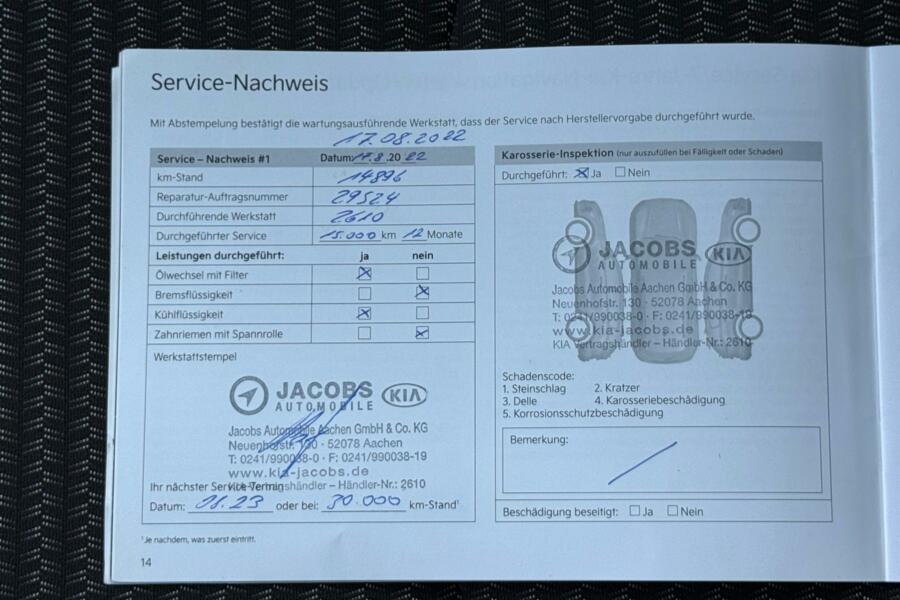 Service-Nachweis
Mit Abstempelung bestätigt die wartungsausführende Werkstatt, dass der Service nach Herstellervorgabe durchgeführt wurde.
17.08.2022
Service – Nachweis #1 Datum: 17.8.2022
km-Stand 14896
Reparatur-Auftragsnummer 29524
Durchführende Werkstatt 2610
Durchgeführter Service 15.000 km 12 Monate
Leistungen durchgeführt: ja nein
Ölwechsel mit Filter
Bremsflüssigkeit
Kühlflüssigkeit
Zahnriemen mit Spannrolle
Werkstattstempel
JACOBS KIA
AUTOMOBILE
Jacobs Automobile Aachen GmbH & Co. KG
Neuenhofstr. 130 · 52078 Aachen
T: 0241/990038-0 · F: 0241/990038-19
www.kia-jacobs.de
KIA Vertragshändler – Händler-Nr.: 2610
Ihr nächster Service-Termin
Datum: 01.23 oder bei: 30.000 km-Stand¹
¹Je nachdem, was zuerst eintritt.
14
Karosserie-Inspektion (nur auszufüllen bei Fälligkeit oder Schaden)
Durchgeführt: Ja Nein
JACOBS KIA
AUTOMOBILE
Jacobs Automobile Aachen GmbH & Co. KG
Neuenhofstr. 130 · 52078 Aachen
T: 0241/990038-0 · F: 0241/990038-19
www.kia-jacobs.de
KIA Vertragshändler – Händler-Nr.: 2610
Schadenscode:
1. Steinschlag 2. Kratzer
3. Delle 4. Karosseriebeschädigung
5. Korrosionsschutzbeschädigung
Bemerkung:
Beschädigung beseitigt: Ja Nein